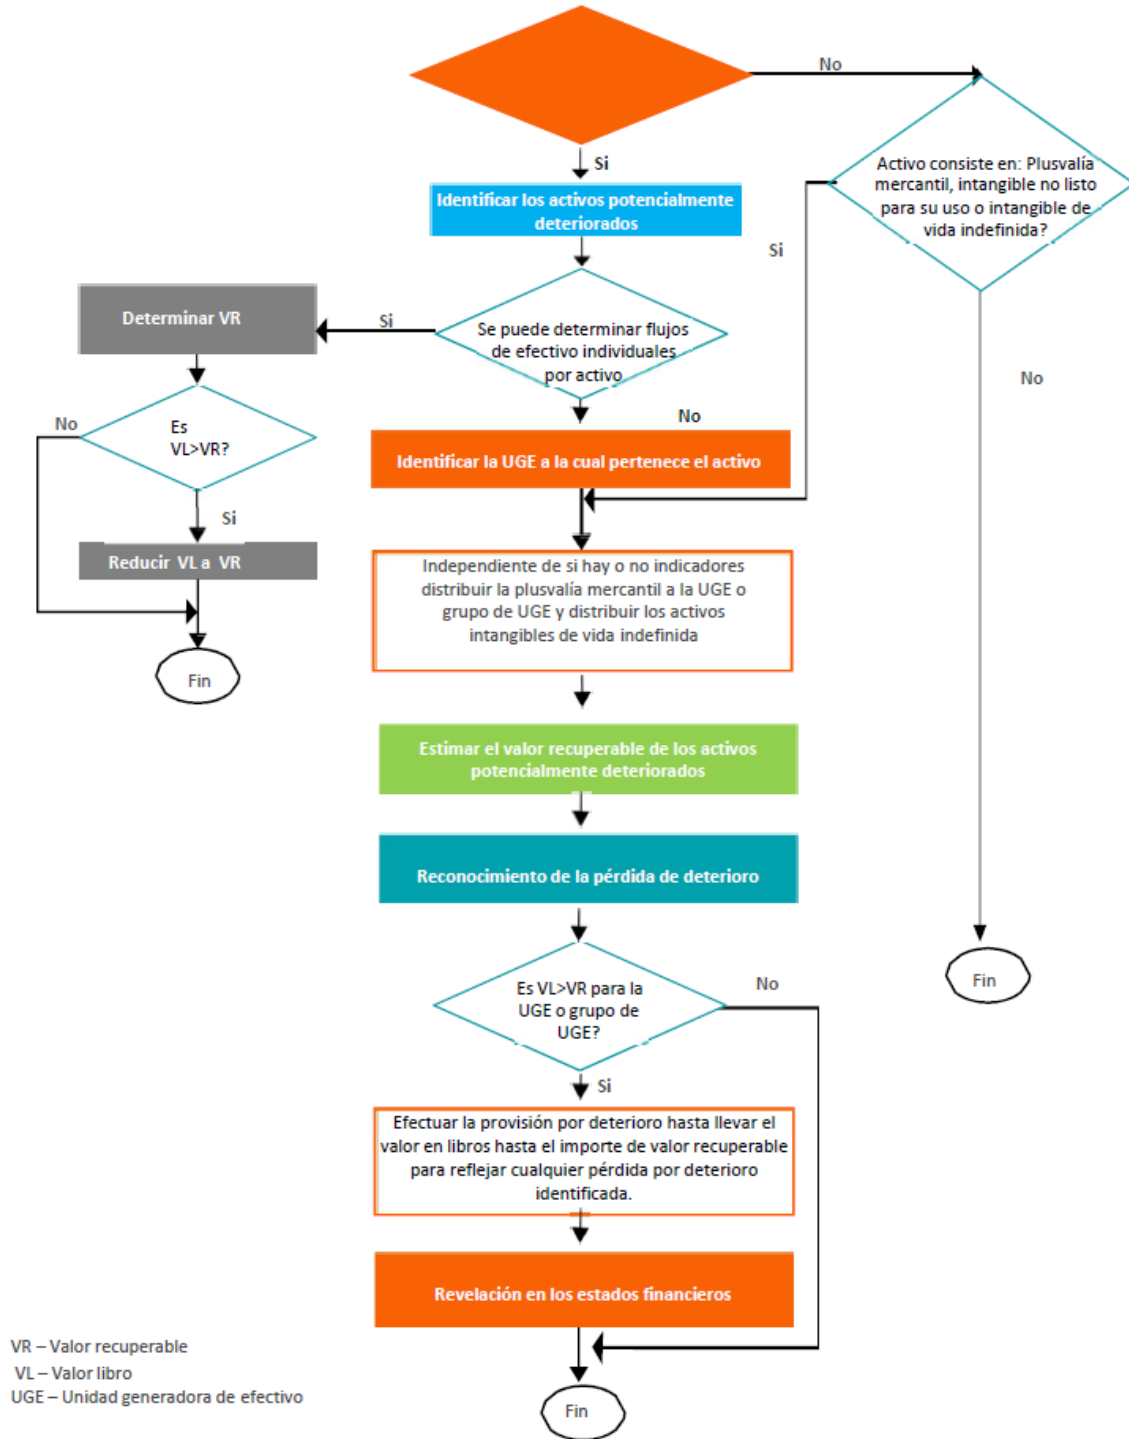 No
Si
Activo consiste en: Plusvalía
mercantil, intangible no listo
para su uso o intangible de
vida indefinida?
Identificar los activos potencialmente
deteriorados
Si
No
Se puede determinar flujos
de efectivo individuales
por activo
Si
Determinar VR
No
Es
VL>VR?
Si
Reducir VL a VR
Fin
No
Identificar la UGE a la cual pertenece el activo
Independiente de si hay o no indicadores
distribuir la plusvalía mercantil a la UGE o
grupo de UGE y distribuir los activos
intangibles de vida indefinida
Estimar el valor recuperable de los activos
potencialmente deteriorados
Reconocimiento de la pérdida de deterioro
Fin
Es VL>VR para la
UGE o grupo de
UGE?
No
Si
Efectuar la provisión por deterioro hasta llevar el
valor en libros hasta el importe de valor recuperable
para reflejar cualquier pérdida por deterioro
identificada.
Revelación en los estados financieros
Fin
VR – Valor recuperable
VL – Valor libro
UGE – Unidad generadora de efectivo